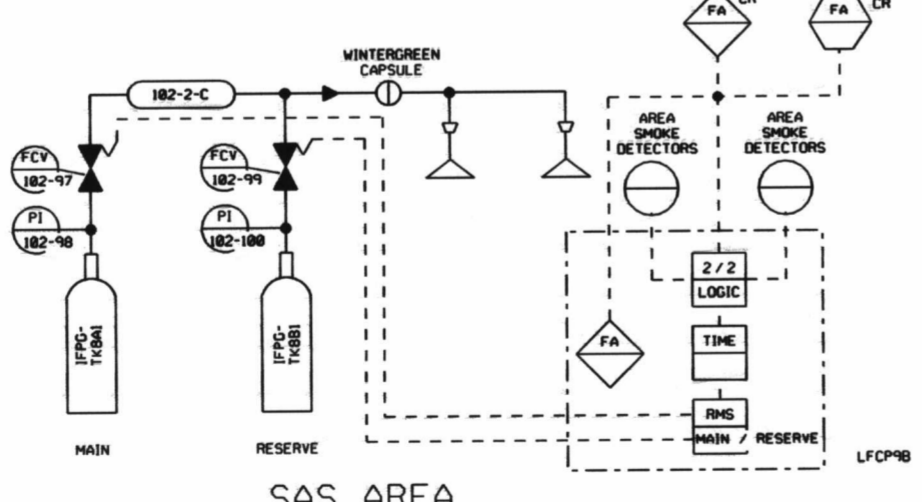 FA
CR
FA
CR
WINTERGREEN
CAPSULE
102-2-C
AREA
SMOKE
DETECTORS
AREA
SMOKE
DETECTORS
FCV
102-97
FCV
102-99
PI
102-98
PI
102-100
2/2
LOGIC
IFPG-
TK8A1
IFPG-
TK8B1
FA
TIME
RMS
MAIN / RESERVE
MAIN
RESERVE
LFCP9B
SAS AREA